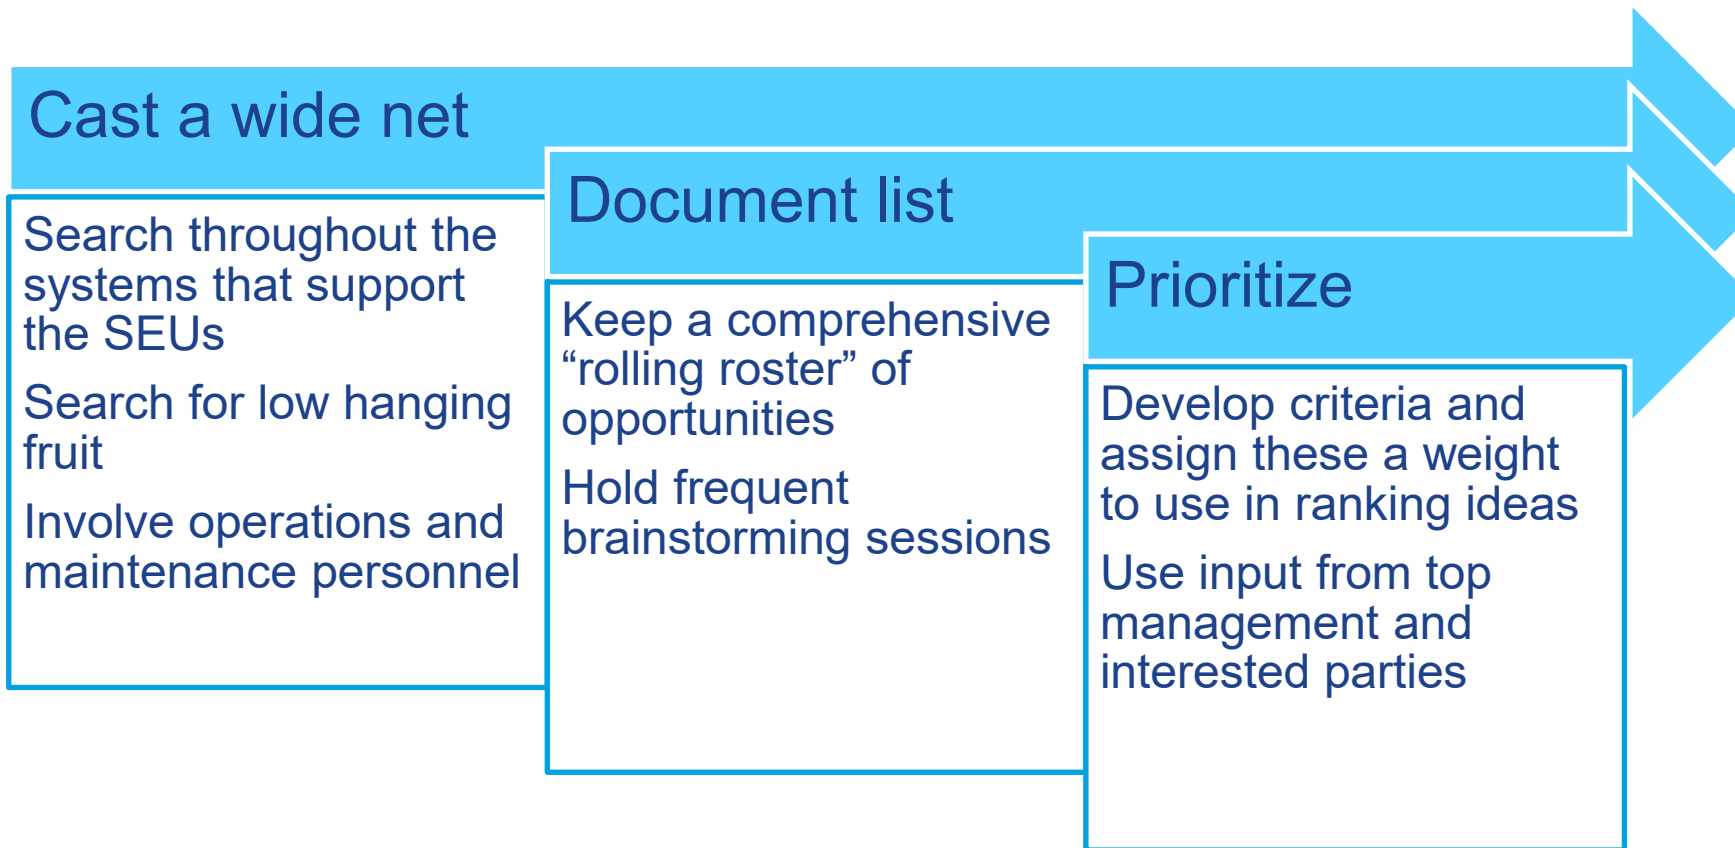 Cast a wide net
Search throughout the
systems that support
the SEUs
Search for low hanging
fruit
Involve operations and
maintenance personnel
Document list
Keep a comprehensive
“rolling roster” of
opportunities
Hold frequent
brainstorming sessions
Prioritize
Develop criteria and
assign these a weight
to use in ranking ideas
Use input from top
management and
interested parties